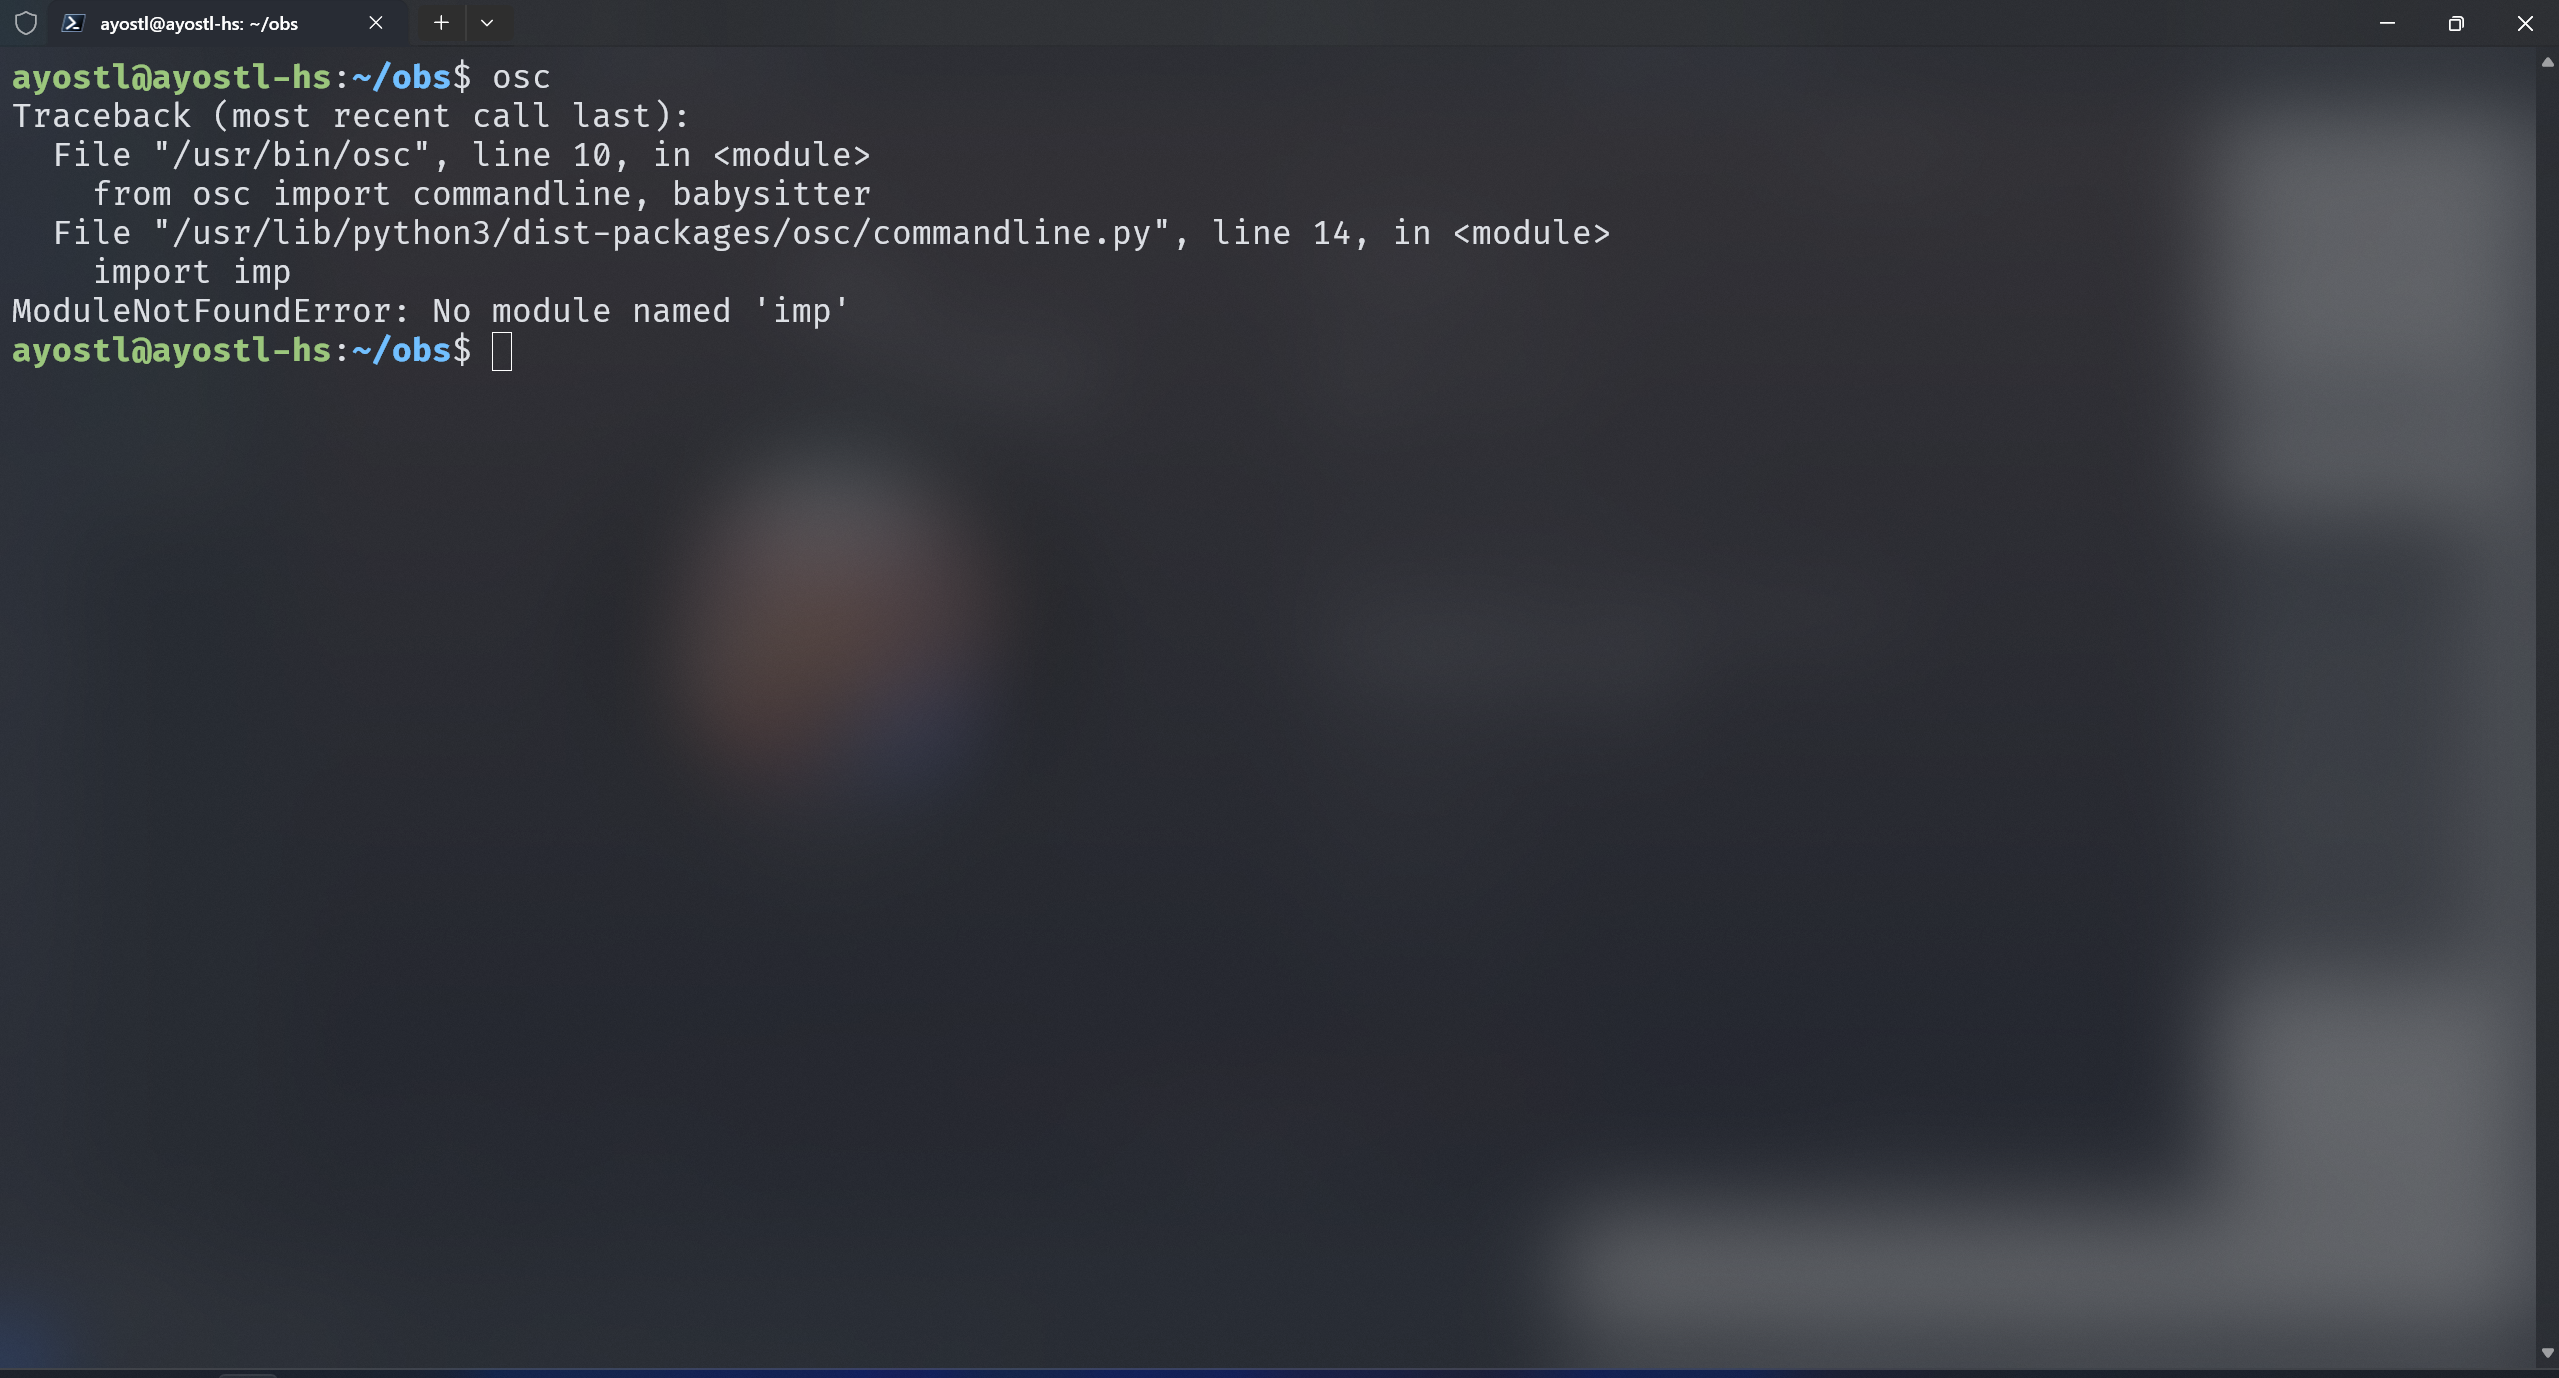 ayostl@ayostl-hs: ~/obs
ayostl@ayostl-hs:~/obs$ osc
Traceback (most recent call last):
  File "/usr/bin/osc", line 10, in <module>
    from osc import commandline, babysitter
  File "/usr/lib/python3/dist-packages/osc/commandline.py", line 14, in <module>
    import imp
ModuleNotFoundError: No module named 'imp'
ayostl@ayostl-hs:~/obs$